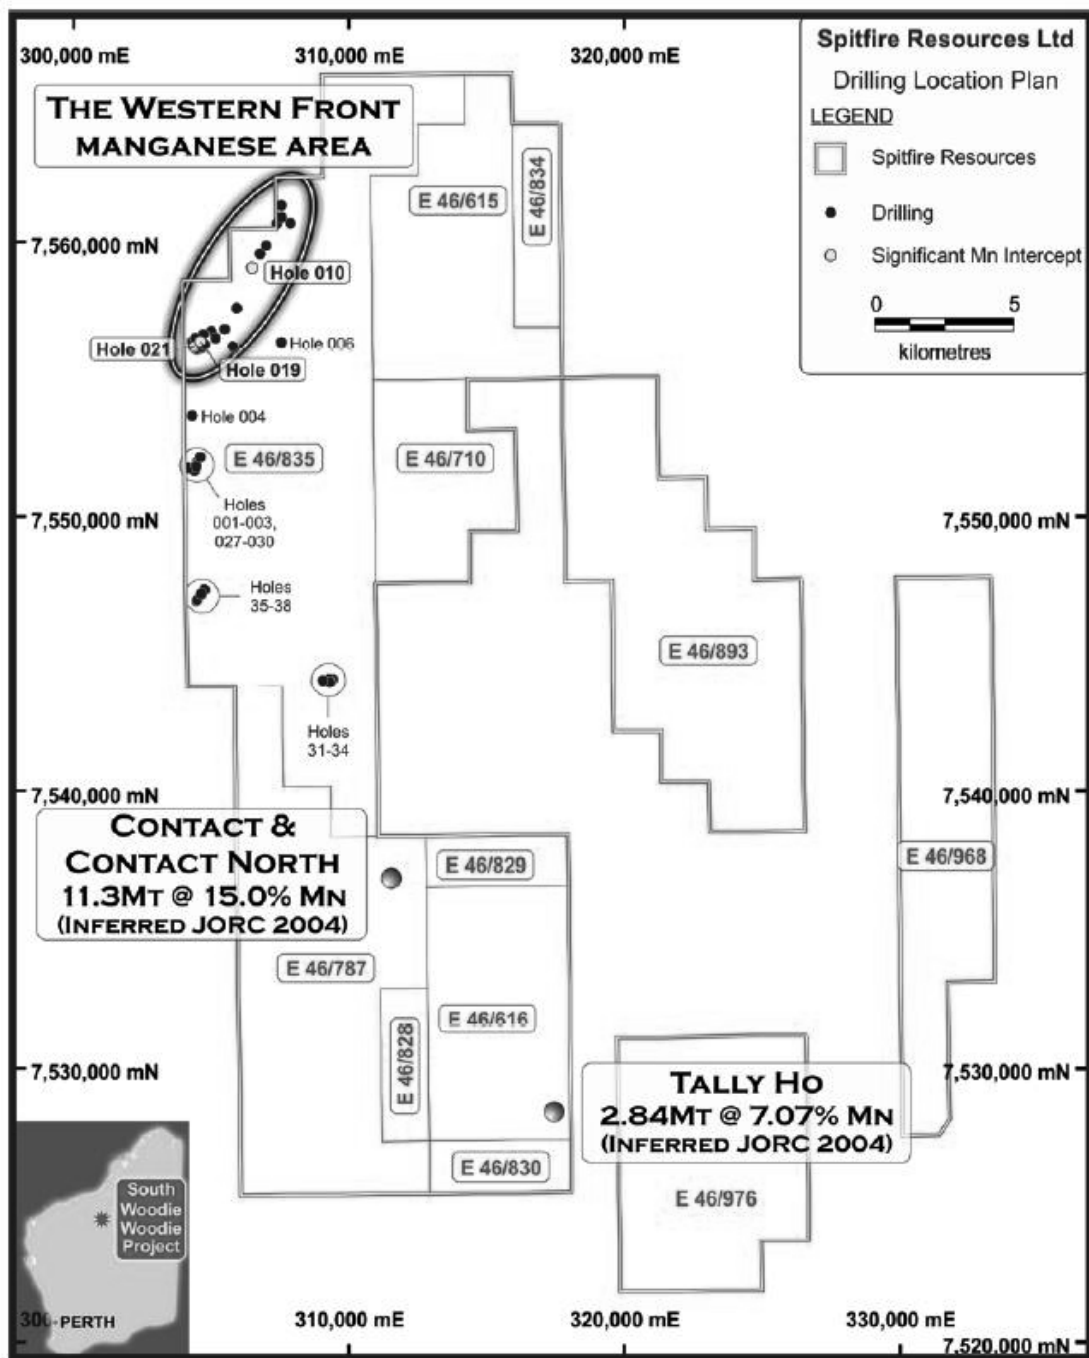 300,000 mE
310,000 mE
320,000 mE
Spitfire Resources Ltd
Drilling Location Plan
LEGEND
Spitfire Resources
Drilling
Significant Mn Intercept
0 5
kilometres
THE WESTERN FRONT
MANGANESE AREA
E 46/615
E 46/834
7,560,000 mN
Hole 010
Hole 021
Hole 006
Hole 019
Hole 004
E 46/835
E 46/710
Holes
001-003,
027-030
7,550,000 mN
7,550,000 mN
Holes
35-38
E 46/893
Holes
31-34
7,540,000 mN
7,540,000 mN
CONTACT &
CONTACT NORTH
11.3MT @ 15.0% MN
(INFERRED JORC 2004)
E 46/829
E 46/968
E 46/787
E 46/828
E 46/616
7,530,000 mN
7,530,000 mN
TALLY HO
2.84MT @ 7.07% MN
(INFERRED JORC 2004)
E 46/830
E 46/976
South
Woodie
Woodie
Project
PERTH
300
310,000 mE
320,000 mE
330,000 mE
7,520,000 mN